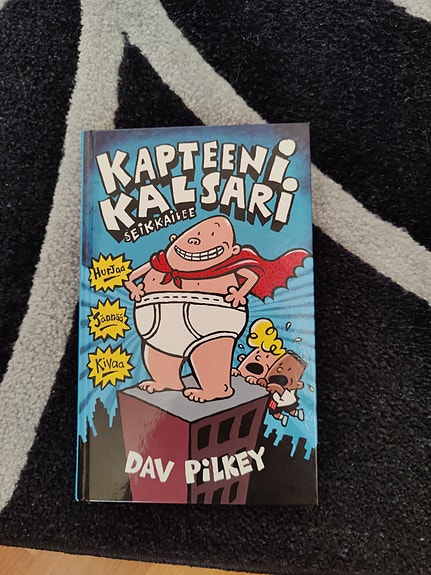 KAPTEENi
KALSARi
SEiKKAiLEE
Hurjaa
Jännää
Kivaa
DAV PiLKEY